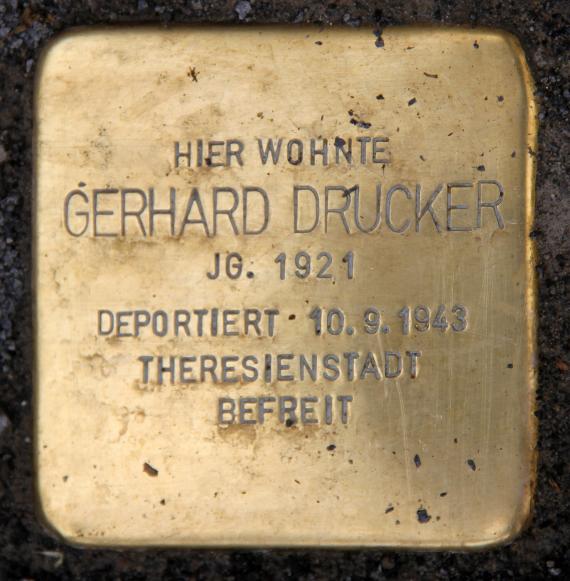 HIER WOHNTE
GERHARD DRUCKER
JG. 1921
DEPORTIERT 10.9.1943
THERESIENSTADT
BEFREIT